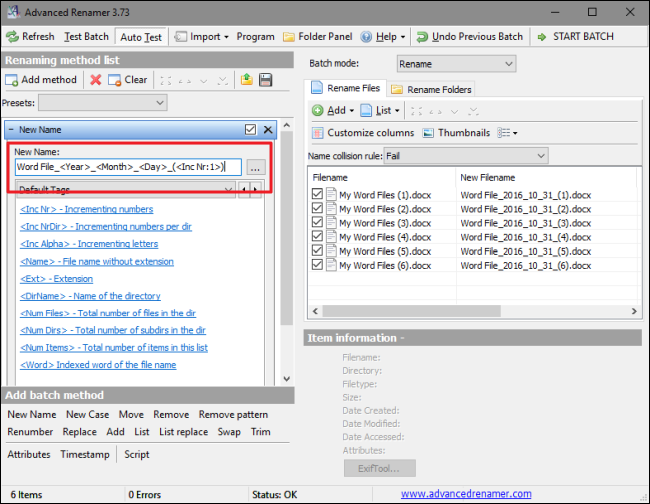 Advanced Renamer 3.73
Refresh Test Batch Auto Test Import Program Folder Panel Help Undo Previous Batch START BATCH
Renaming method list
Add method Clear
Presets:
New Name
New Name:
Word File_<Year>_<Month>_<Day>_(<Inc Nr:1>) ...
Default Tags
<Inc Nr> - Incrementing numbers
<Inc NrDir> - Incrementing numbers per dir
<Inc Alpha> - Incrementing letters
<Name> - File name without extension
<Ext> - Extension
<DirName> - Name of the directory
<Num Files> - Total number of files in the dir
<Num Dirs> - Total number of subdirs in the dir
<Num Items> - Total number of items in this list
<Word> Indexed word of the file name
Add batch method
New Name New Case Move Remove Remove pattern
Renumber Replace Add List List replace Swap Trim
Attributes Timestamp Script
Batch mode: Rename
Rename Files Rename Folders
Add List
Customize columns Thumbnails
Name collision rule: Fail
Filename New Filename
My Word Files (1).docx Word File_2016_10_31_(1).docx
My Word Files (2).docx Word File_2016_10_31_(2).docx
My Word Files (3).docx Word File_2016_10_31_(3).docx
My Word Files (4).docx Word File_2016_10_31_(4).docx
My Word Files (5).docx Word File_2016_10_31_(5).docx
My Word Files (6).docx Word File_2016_10_31_(6).docx
Item information -
Filename:
Directory:
Filetype:
Size:
Date Created:
Date Modified:
Date Accessed:
Attributes:
ExifTool...
6 Items 0 Errors Status: OK www.advancedrenamer.com